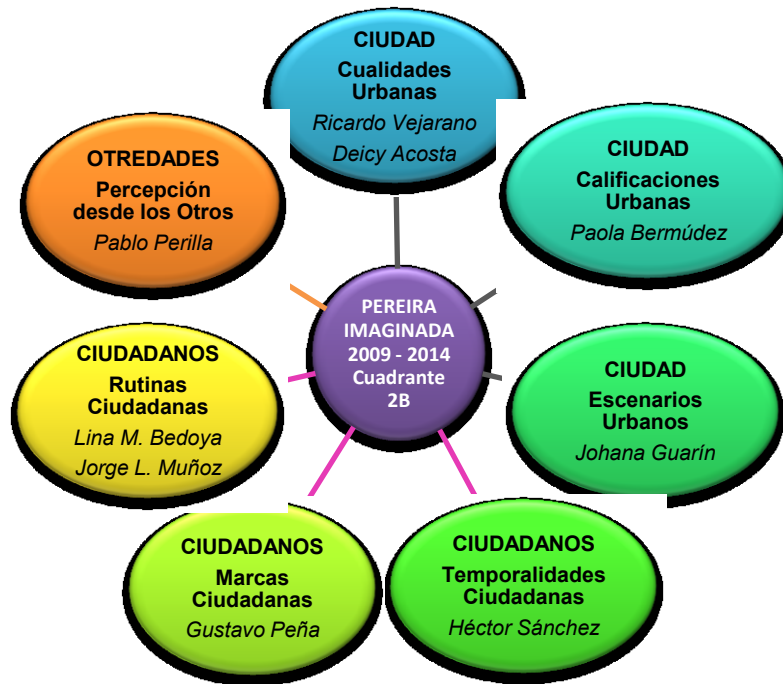 CIUDAD
Cualidades
Urbanas
Ricardo Vejarano
Deicy Acosta
CIUDAD
Calificaciones
Urbanas
Paola Bermúdez
CIUDAD
Escenarios
Urbanos
Johana Guarín
CIUDADANOS
Temporalidades
Ciudadanas
Héctor Sánchez
CIUDADANOS
Marcas
Ciudadanas
Gustavo Peña
CIUDADANOS
Rutinas
Ciudadanas
Lina M. Bedoya
Jorge L. Muñoz
OTREDADES
Percepción
desde los Otros
Pablo Perilla
PEREIRA
IMAGINADA
2009 - 2014
Cuadrante
2B